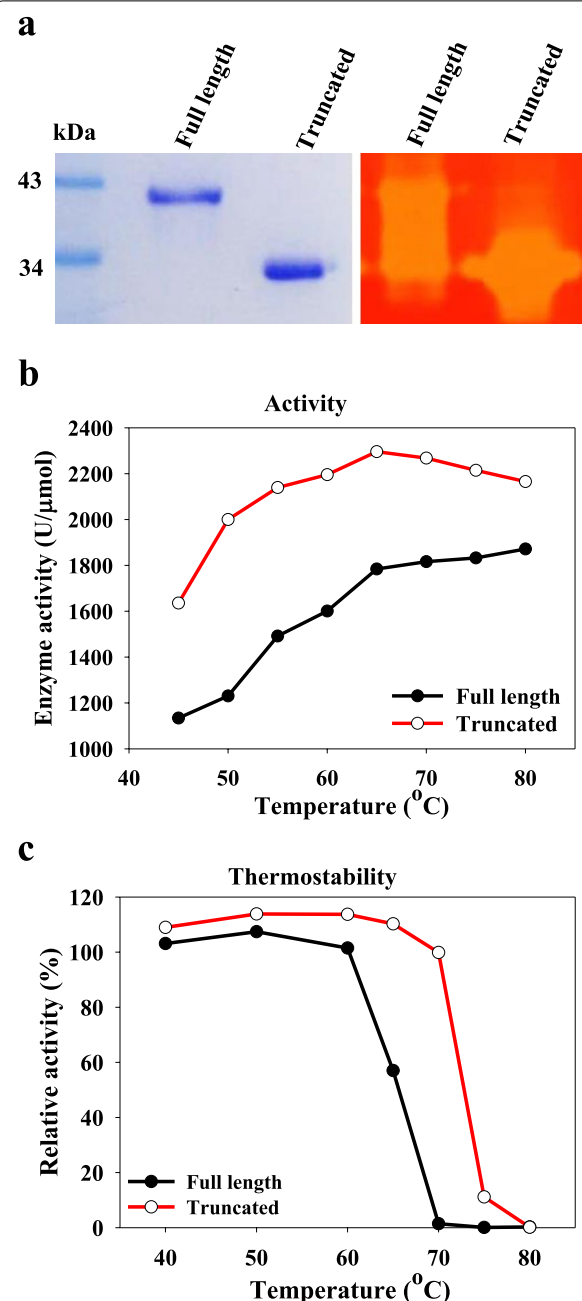 a
Full length
Truncated
Full length
Truncated
kDa
43
34
b
Activity
Enzyme activity (U/μmol)
2400
2200
2000
1800
1600
1400
1200
1000
Full length
Truncated
40 50 60 70 80
Temperature (°C)
c
Thermostability
Relative activity (%)
120
100
80
60
40
20
0
Full length
Truncated
40 50 60 70 80
Temperature (°C)